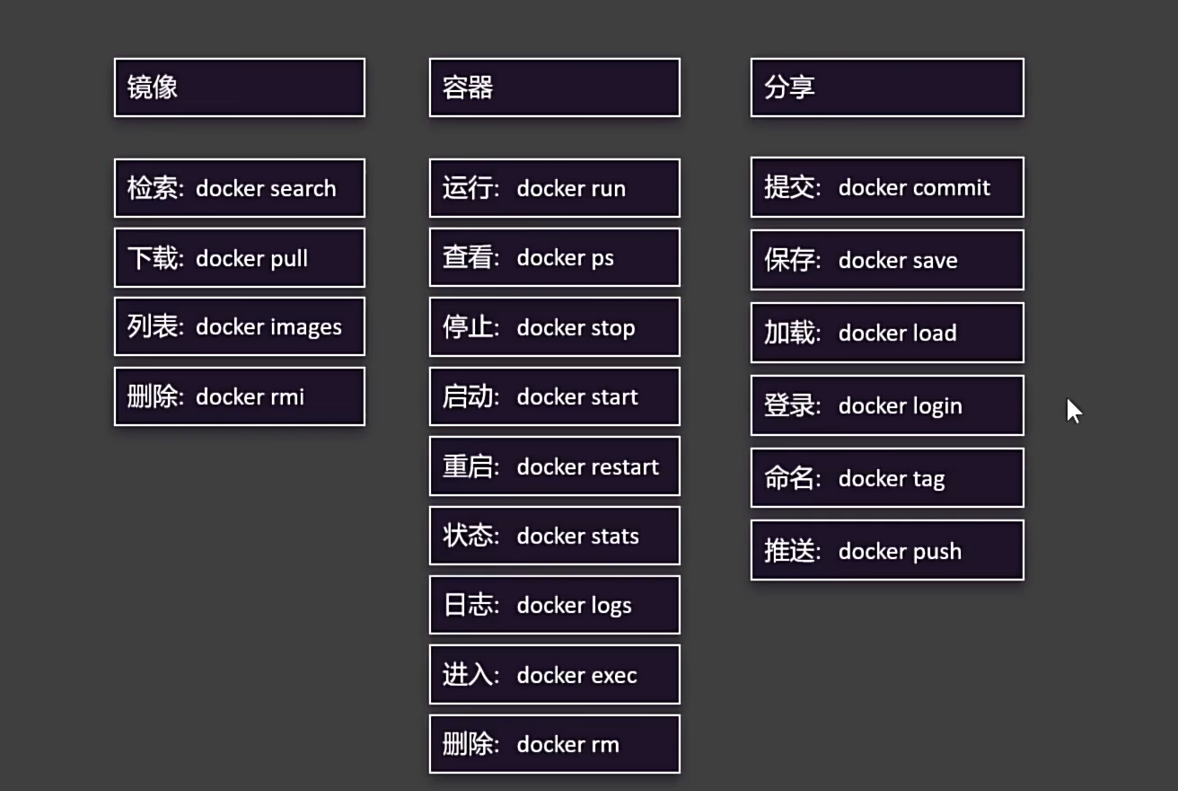 镜像
检索: docker search
下载: docker pull
列表: docker images
删除: docker rmi
容器
运行: docker run
查看: docker ps
停止: docker stop
启动: docker start
重启: docker restart
状态: docker stats
日志: docker logs
进入: docker exec
删除: docker rm
分享
提交: docker commit
保存: docker save
加载: docker load
登录: docker login
命名: docker tag
推送: docker push